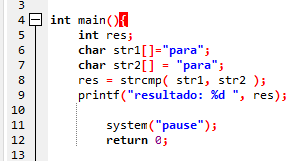 3
4 int main(){
5 int res;
6 char str1[]="para";
7 char str2[] = "para";
8 res = strcmp( str1, str2 );
9 printf("resultado: %d ", res);
10
11 system("pause");
12 return 0;
13